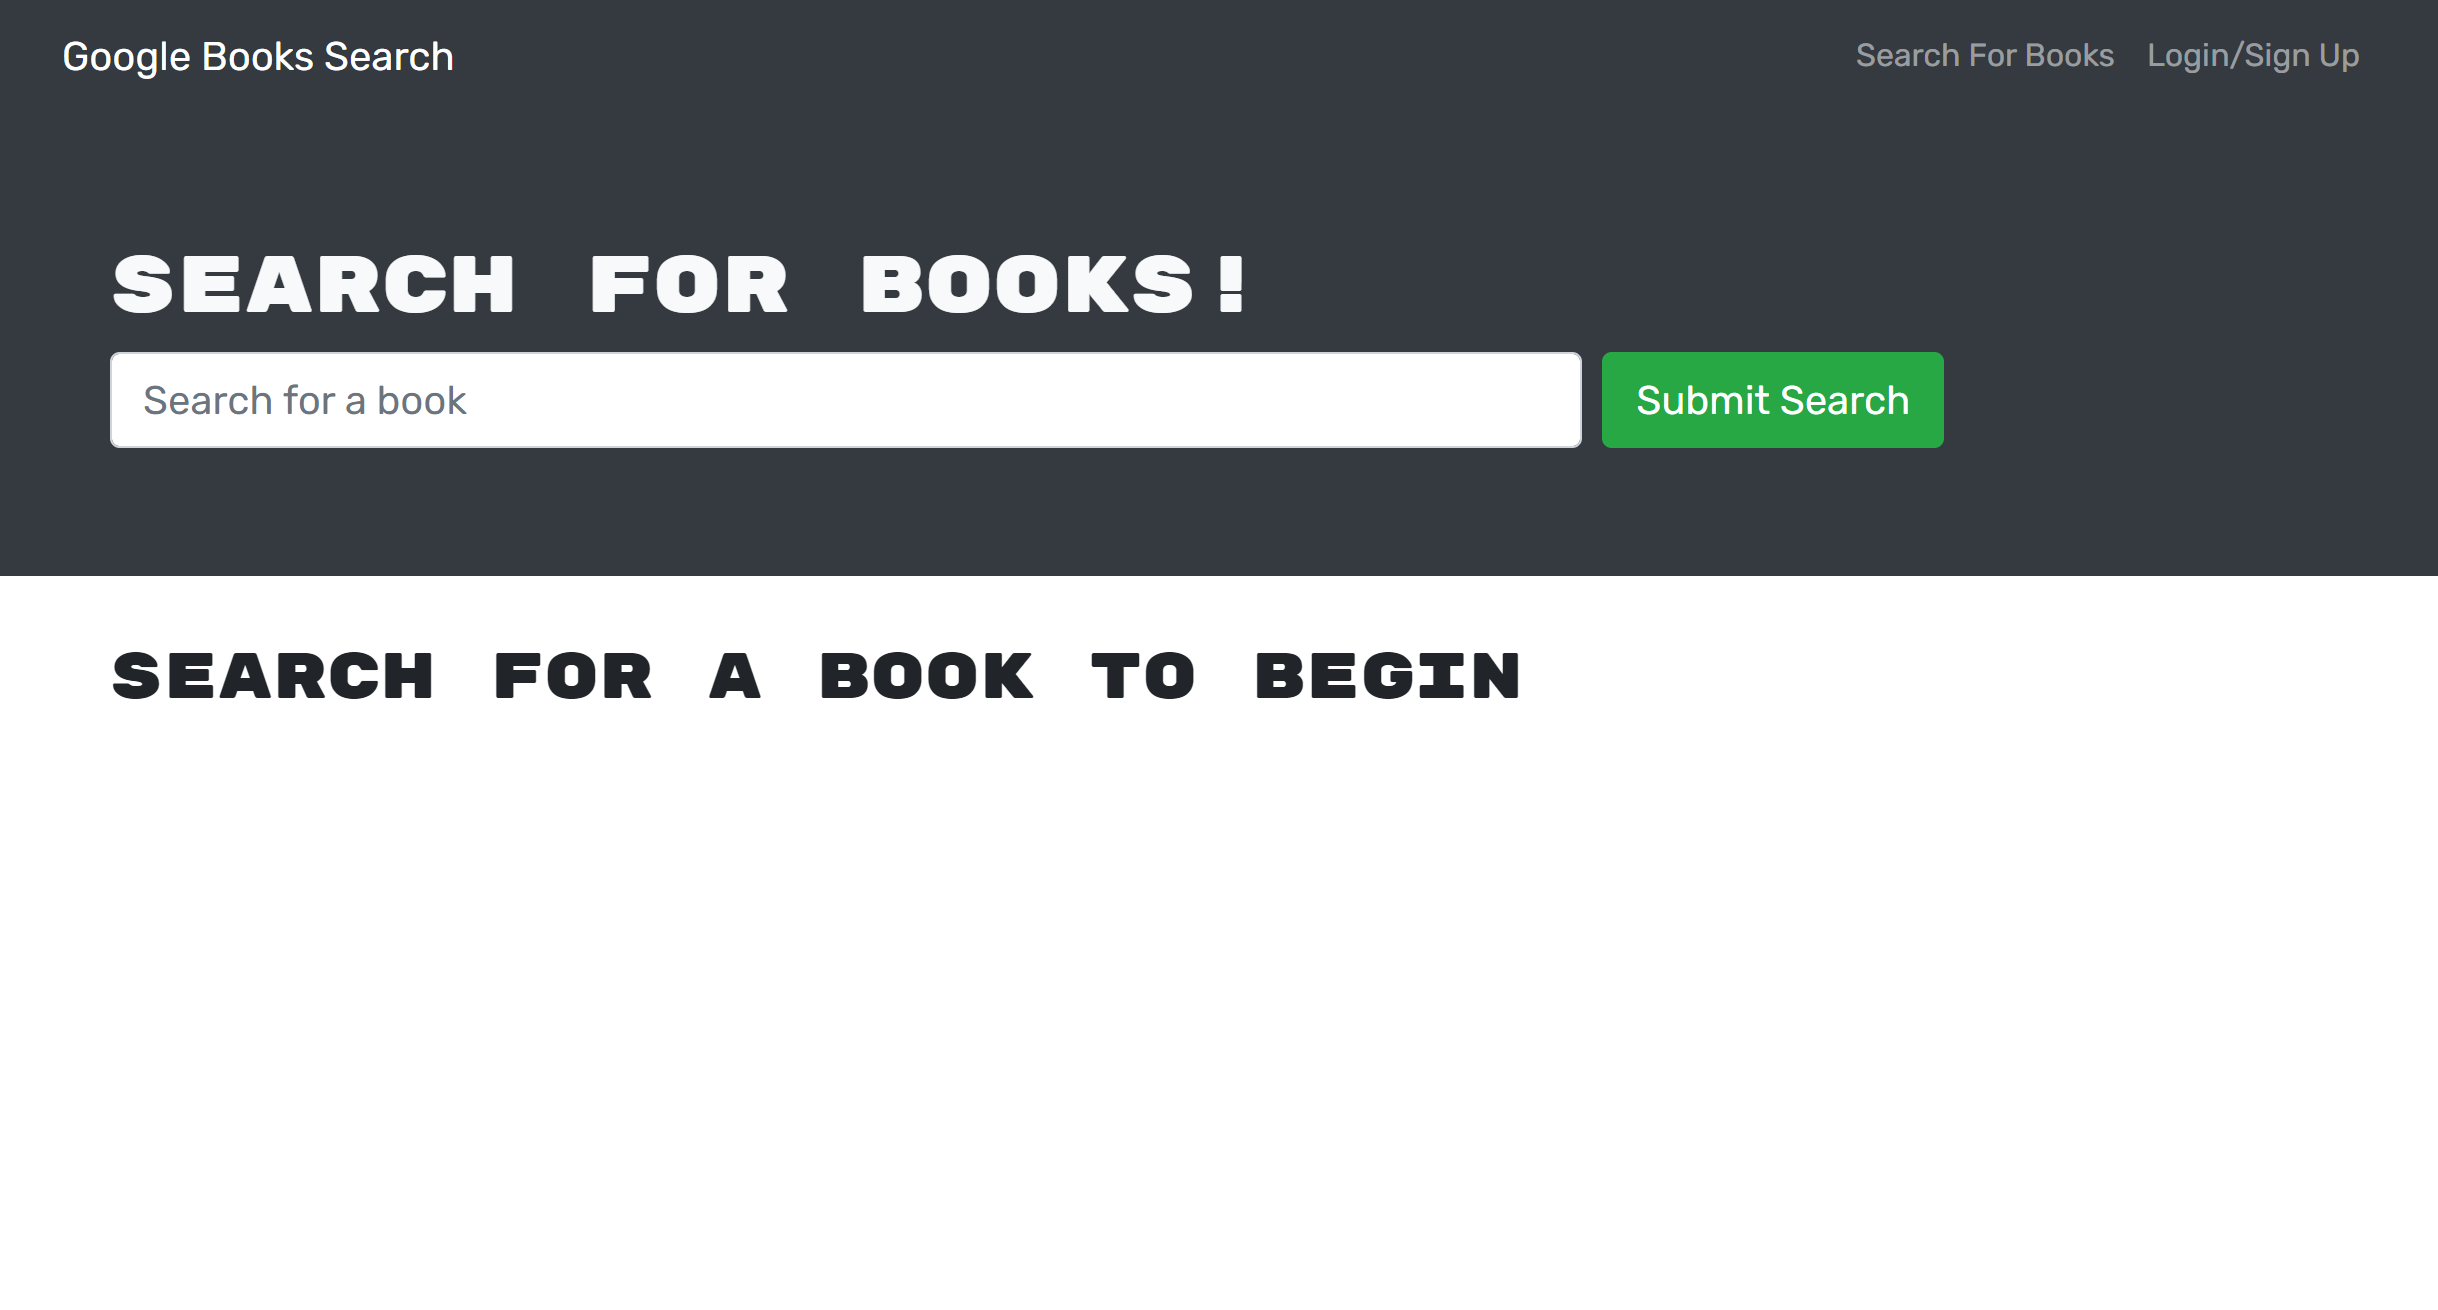 Google Books Search
Search For Books Login/Sign Up
SEARCH FOR BOOKS!
Search for a book
Submit Search
SEARCH FOR A BOOK TO BEGIN